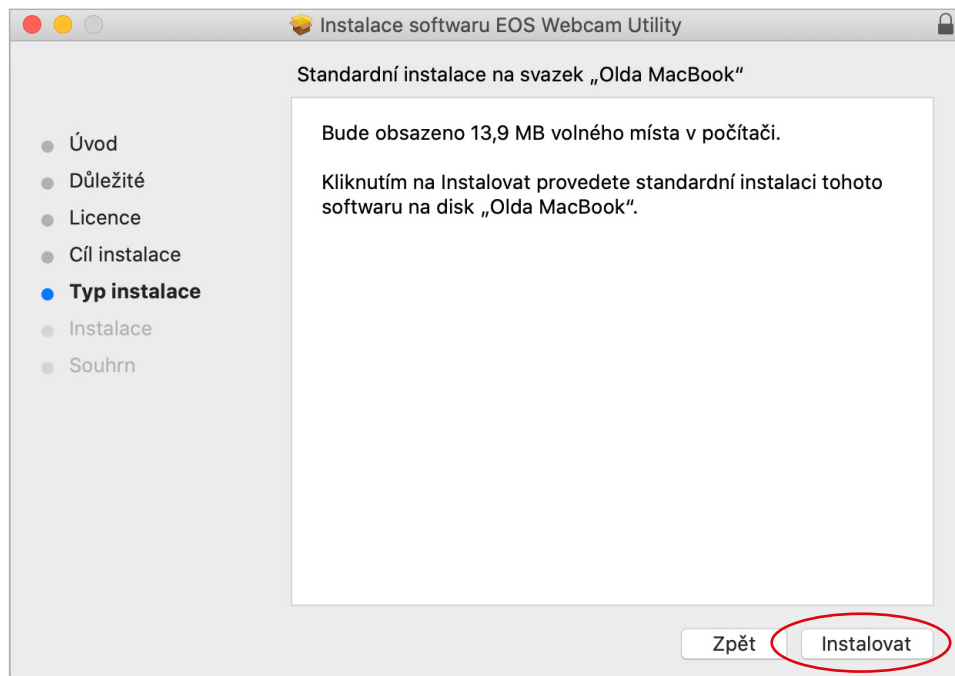 Instalace softwaru EOS Webcam Utility
Standardní instalace na svazek „Olda MacBook“
Úvod
Důležité
Licence
Cíl instalace
Typ instalace
Instalace
Souhrn
Bude obsazeno 13,9 MB volného místa v počítači.
Kliknutím na Instalovat provedete standardní instalaci tohoto
softwaru na disk „Olda MacBook“.
Zpět
Instalovat